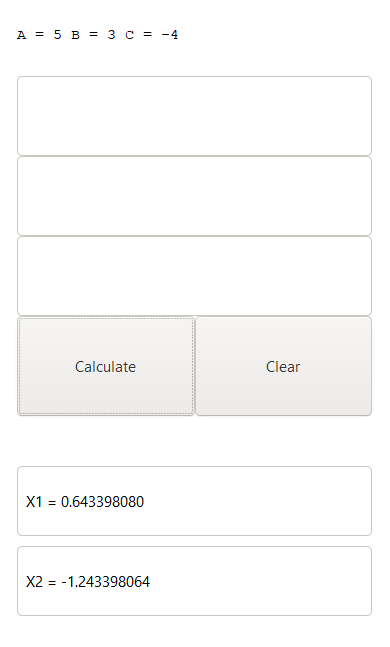 A = 5 B = 3 C = -4
Calculate
Clear
X1 = 0.643398080
X2 = -1.243398064